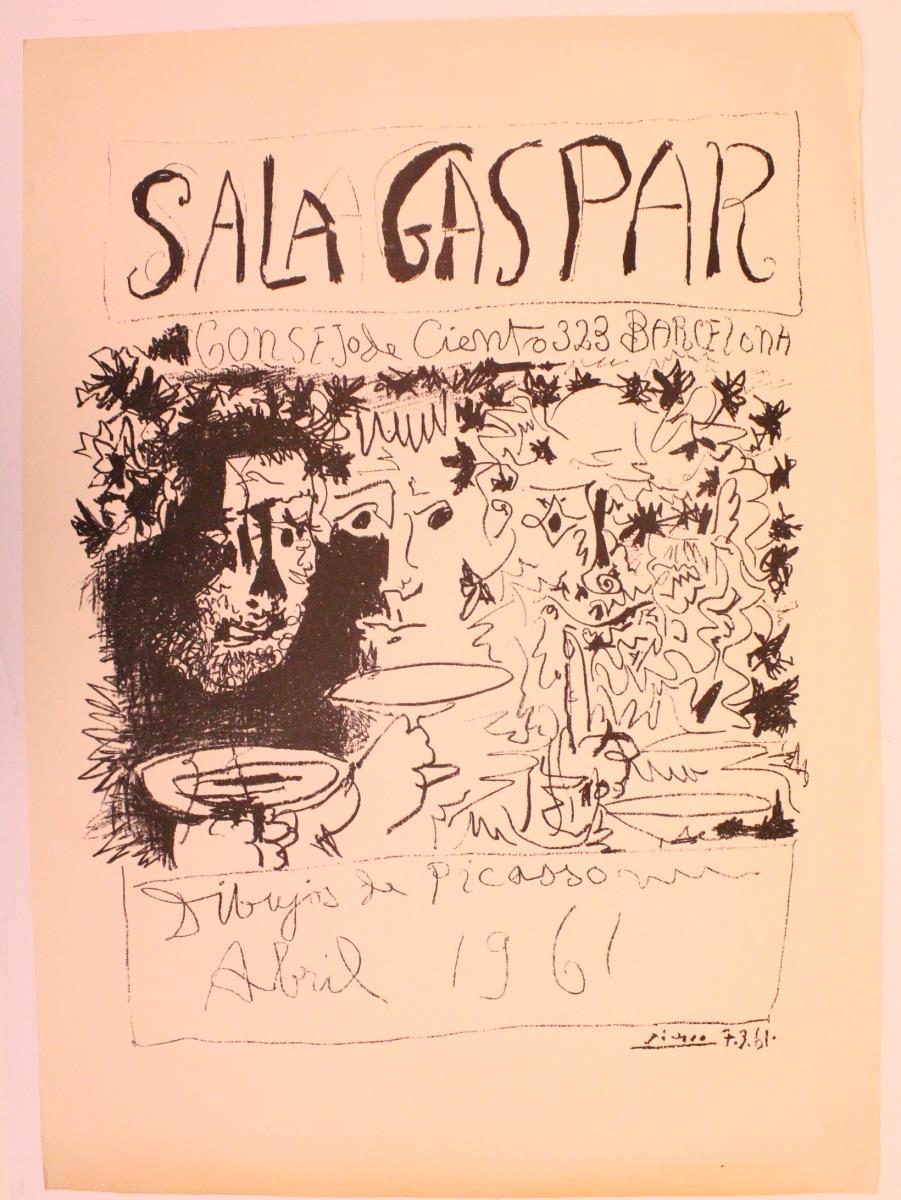 SALA GASPAR
CONSEJO de Ciento 323 BARCELONA
Dibujos de Picasso
Abril 1961
Picasso 7.3.61.